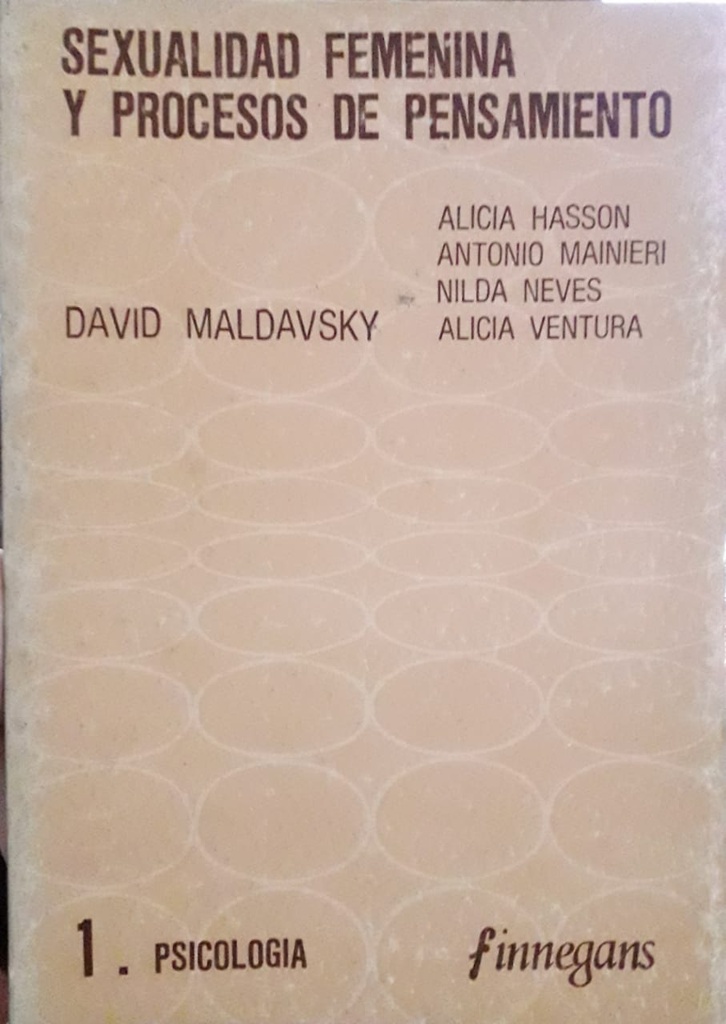 SEXUALIDAD FEMENINA
Y PROCESOS DE PENSAMIENTO
DAVID MALDAVSKY
ALICIA HASSON
ANTONIO MAINIERI
NILDA NEVES
ALICIA VENTURA
1. PSICOLOGIA
finnegans